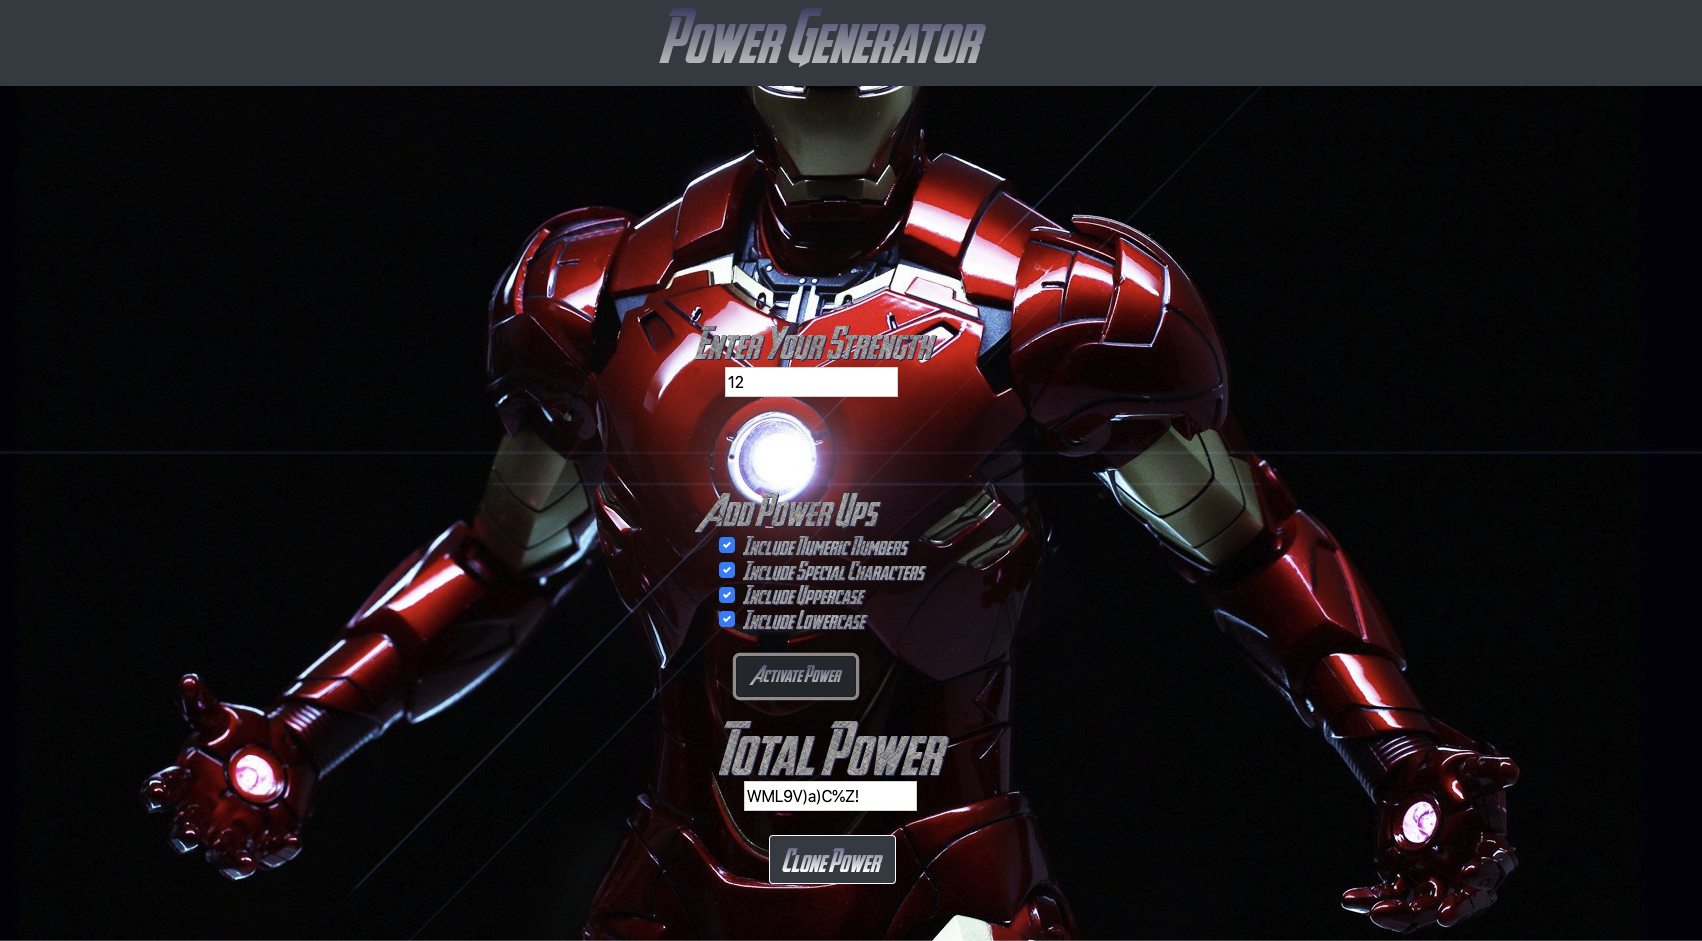 Power Generator
Enter Your Strength
12
Add Power Ups
Include Numeric Numbers
Include Special Characters
Include Uppercase
Include Lowercase
Activate Power
Total Power
WML9V)a)C%Z!
Clone Power